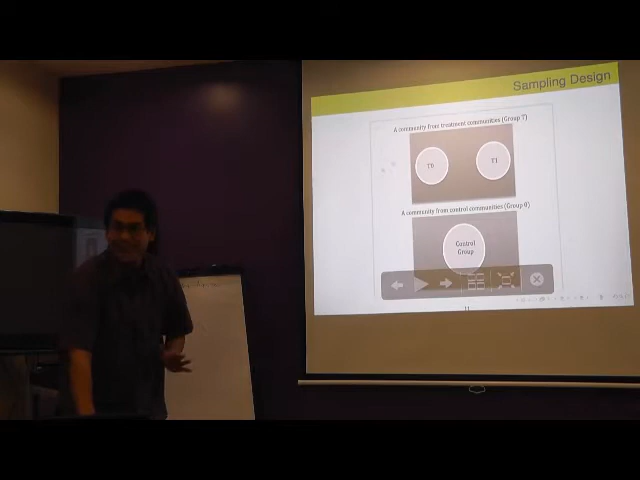 Sampling Design
A community from treatment communities (Group T)
T0
T1
A community from control communities (Group 0)
Control
Group